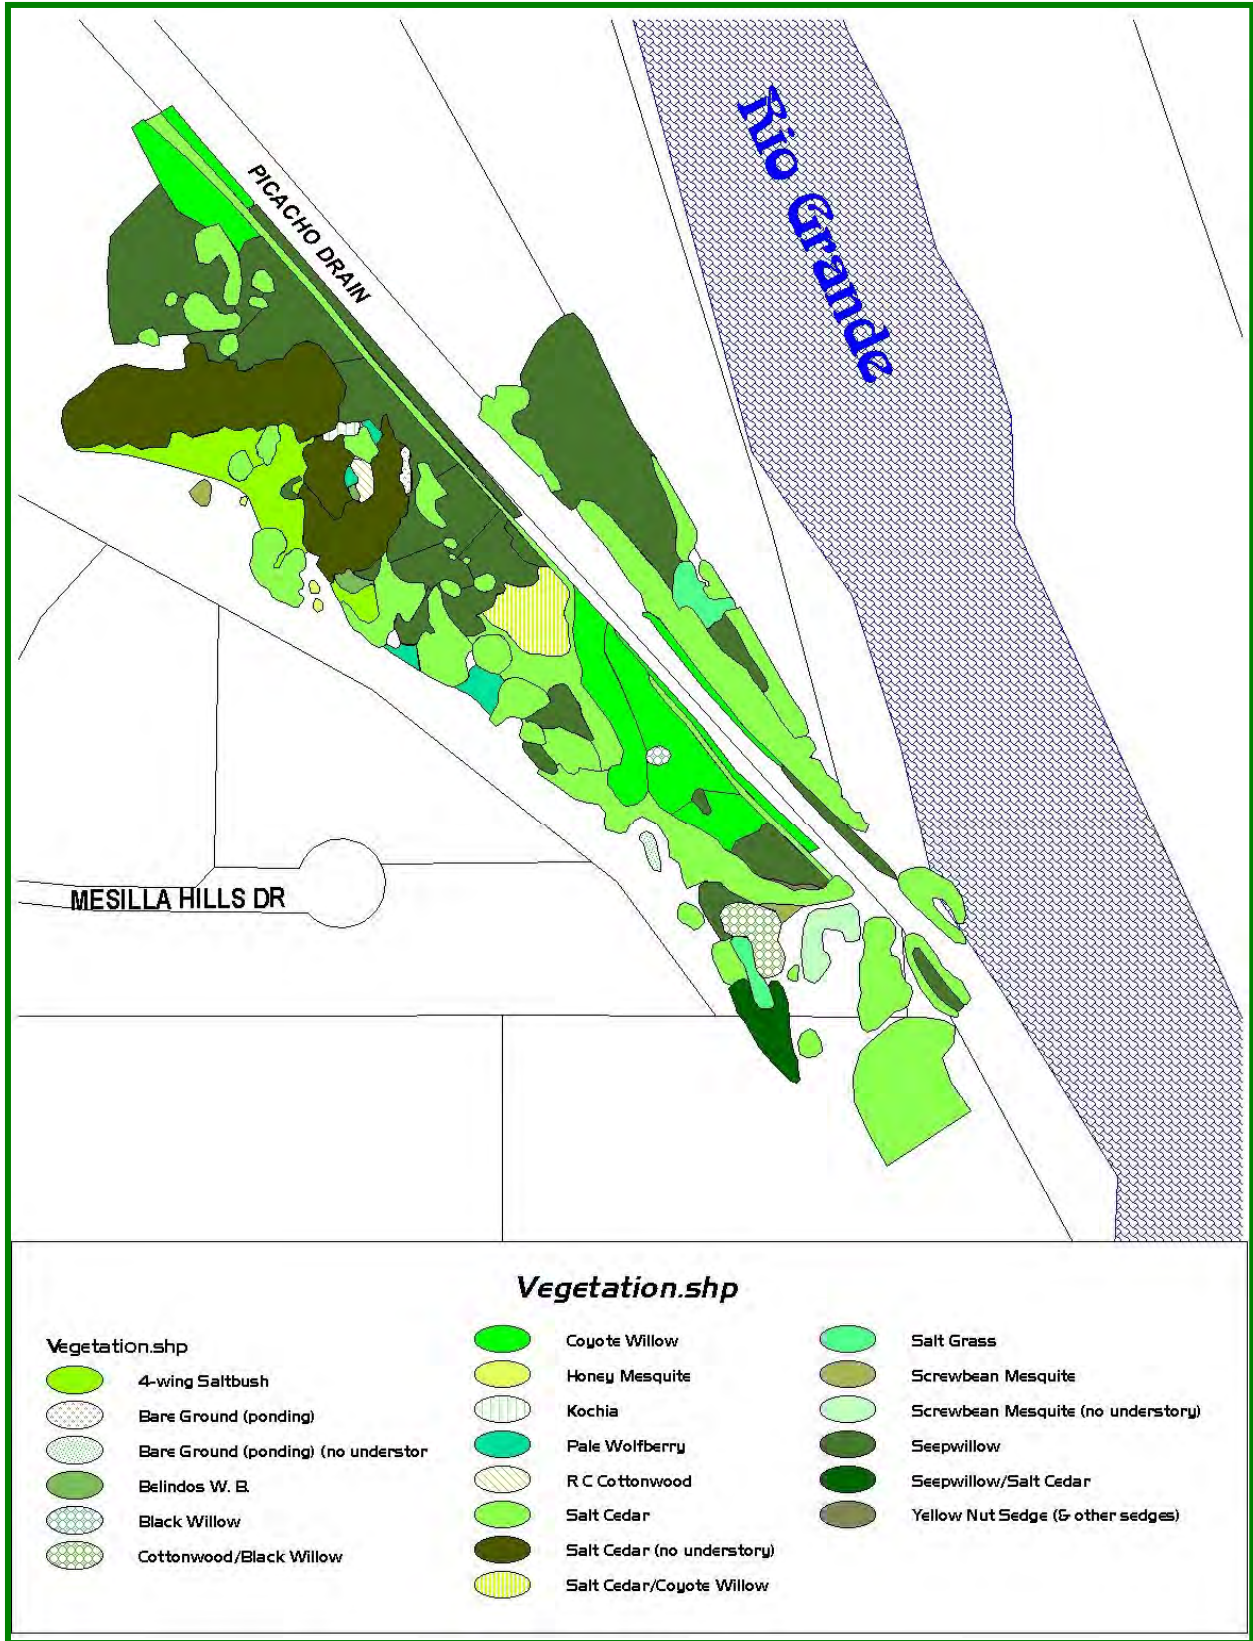 Rio Grande
PICACHO DRAIN
MESILLA HILLS DR
Vegetation.shp
Vegetation.shp
4-wing Saltbush
Bare Ground (ponding)
Bare Ground (ponding) (no understor
Belindos W. B.
Black Willow
Cottonwood/Black Willow
Coyote Willow
Honey Mesquite
Kochia
Pale Wolfberry
R C Cottonwood
Salt Cedar
Salt Cedar (no understory)
Salt Cedar/Coyote Willow
Salt Grass
Screwbean Mesquite
Screwbean Mesquite (no understory)
Seepwillow
Seepwillow/Salt Cedar
Yellow Nut Sedge (& other sedges)